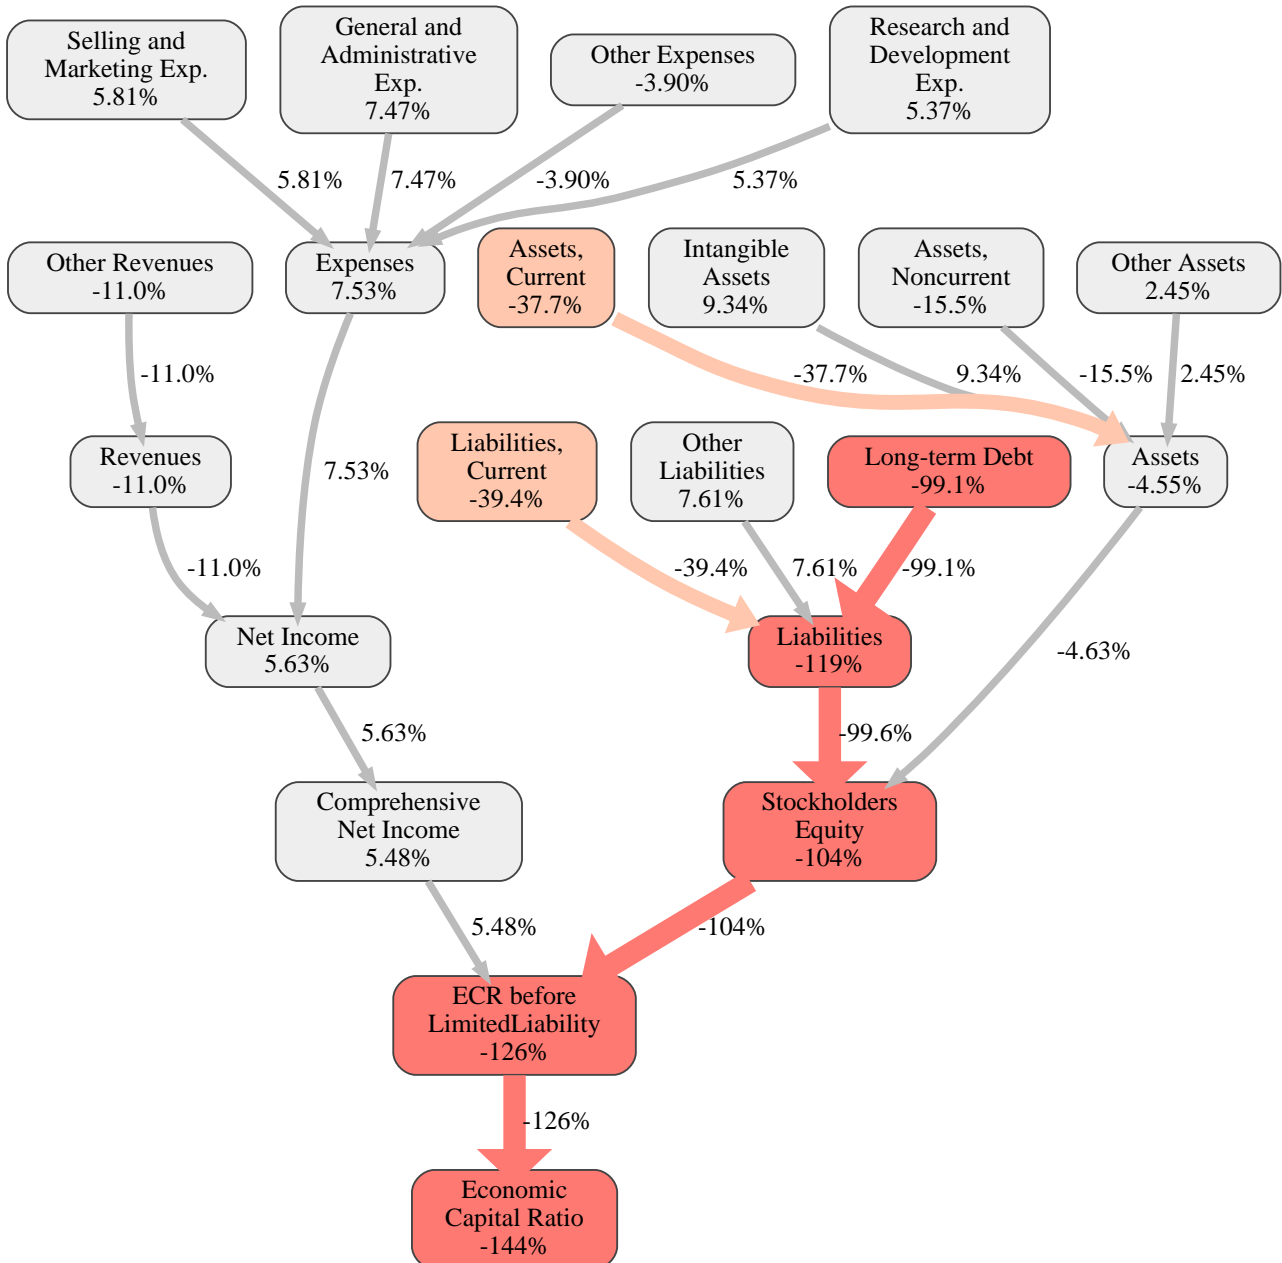 Selling and
Marketing Exp.
5.81%
General and
Administrative
Exp.
7.47%
Other Expenses
-3.90%
Research and
Development
Exp.
5.37%
5.81%
7.47%
-3.90%
5.37%
Other Revenues
-11.0%
Expenses
7.53%
Assets,
Current
-37.7%
Intangible
Assets
9.34%
Assets,
Noncurrent
-15.5%
Other Assets
2.45%
-11.0%
-37.7%
9.34%
-15.5%
2.45%
Revenues
-11.0%
7.53%
Liabilities,
Current
-39.4%
Other
Liabilities
7.61%
Long-term Debt
-99.1%
Assets
-4.55%
-11.0%
-39.4%
7.61%
-99.1%
Net Income
5.63%
Liabilities
-119%
-4.63%
5.63%
-99.6%
Comprehensive
Net Income
5.48%
Stockholders
Equity
-104%
5.48%
-104%
ECR before
LimitedLiability
-126%
-126%
Economic
Capital Ratio
-144%